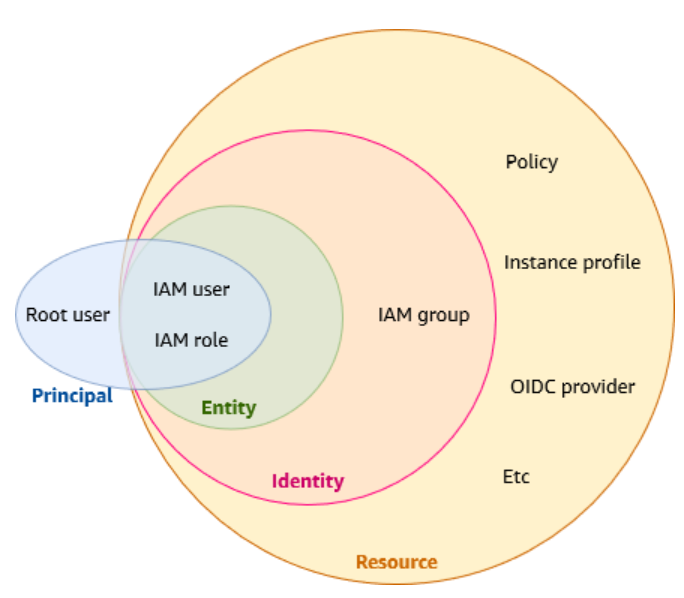 Policy
Instance profile
IAM user
Root user
IAM group
IAM role
OIDC provider
Principal
Entity
Etc
Identity
Resource